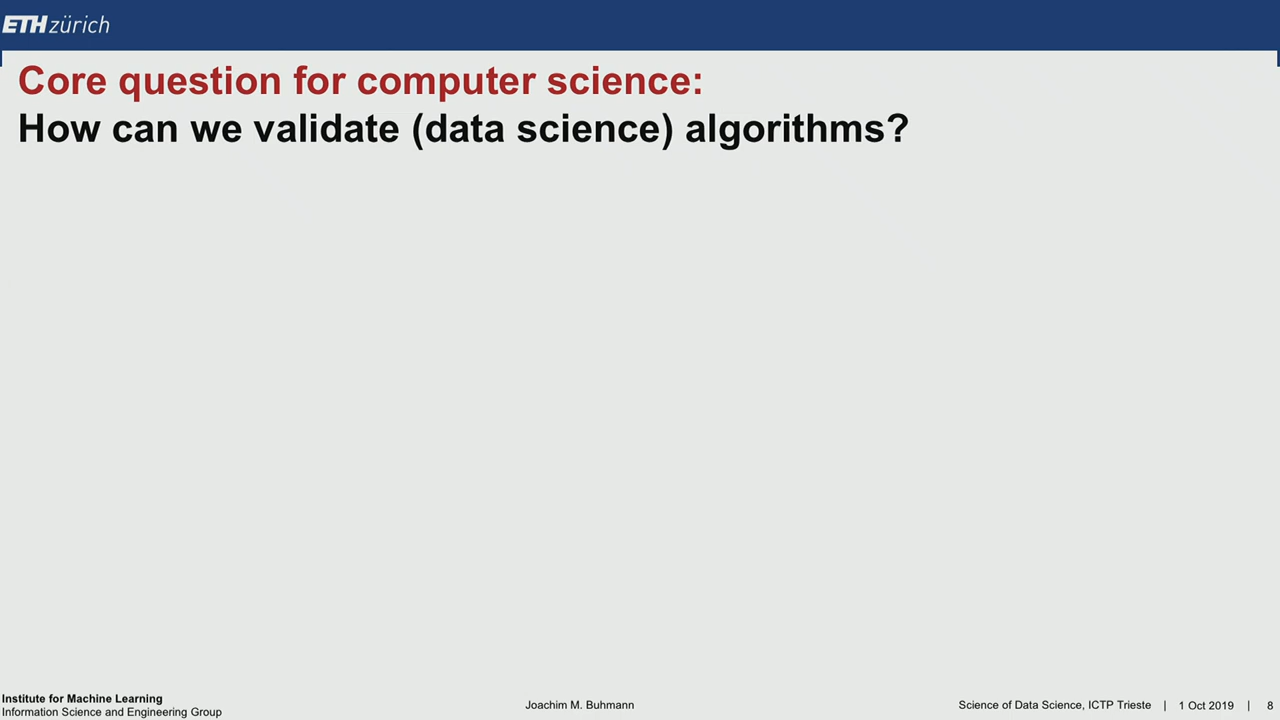 ETH zürich
Core question for computer science:
How can we validate (data science) algorithms?
Institute for Machine Learning
Information Science and Engineering Group
Joachim M. Buhmann
Science of Data Science, ICTP Trieste | 1 Oct 2019 | 8